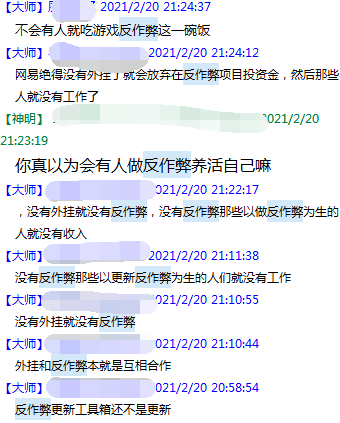 【大师】 2021/2/20 21:24:37
不会有人就吃游戏反作弊这一碗饭
【大师】 2021/2/20 21:24:12
网易绝得没有外挂了就会放弃在反作弊项目投资金，然后那些
人就没有工作了
【神明】 2021/2/20
21:23:19
你真以为会有人做反作弊养活自己嘛
【大师】 2021/2/20 21:22:17
，没有外挂就没有反作弊，没有反作弊那些以做反作弊为生的
人就没有收入
【大师】 2021/2/20 21:11:38
没有反作弊那些以更新反作弊为生的人们就没有工作
【大师】 2021/2/20 21:10:55
没有外挂就没有反作弊
【大师】 2021/2/20 21:10:44
外挂和反作弊本就是互相合作
【大师】 2021/2/20 20:58:54
反作弊更新工具箱还不是更新